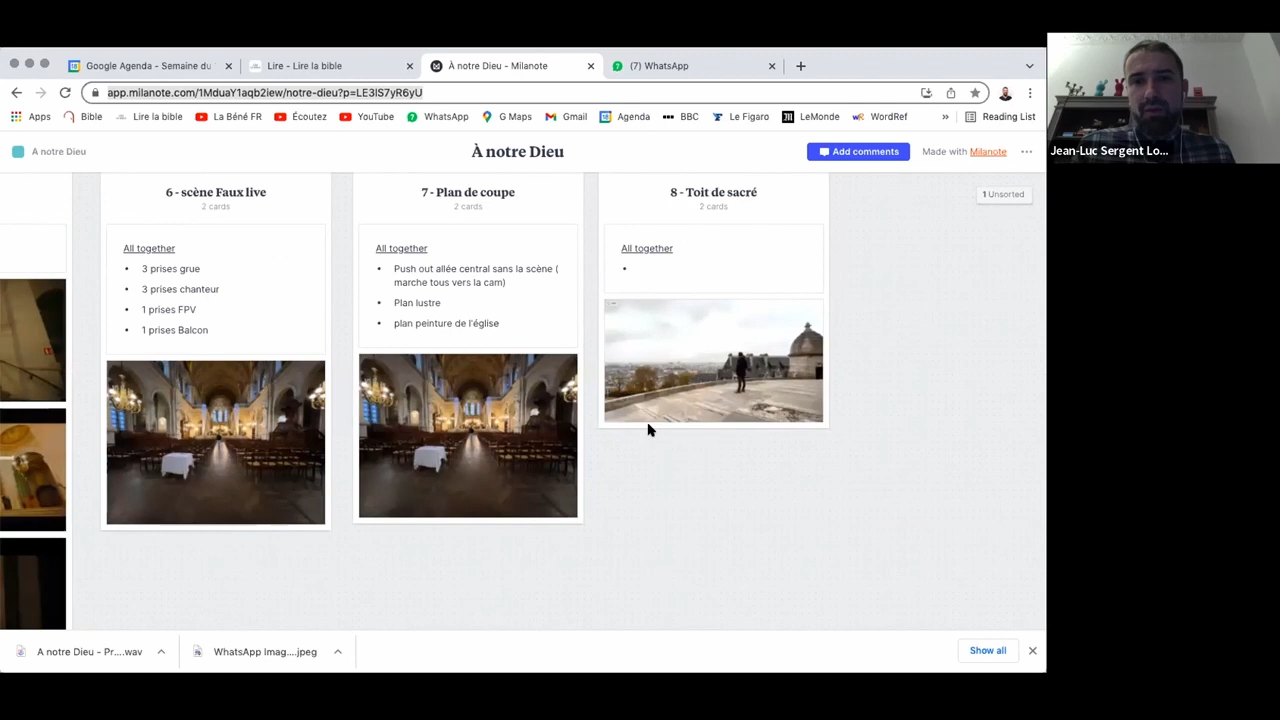 Google Agenda - Semaine du
Lire - Lire la bible
À notre Dieu - Milanote
(7) WhatsApp
app.milanote.com/1MduaY1aqb2iew/notre-dieu?p=LE3lS7yR6yU
Apps
Bible
Lire la bible
La Béné FR
Écoutez
YouTube
WhatsApp
G Maps
Gmail
Agenda
BBC
Le Figaro
LeMonde
WordRef
»
Reading List
A notre Dieu
À notre Dieu
Add comments
Made with Milanote
1 Unsorted
6 - scène Faux live
2 cards
All together
• 3 prises grue
• 3 prises chanteur
• 1 prises FPV
• 1 prises Balcon
7 - Plan de coupe
2 cards
All together
• Push out allée central sans la scène (
marche tous vers la cam)
• Plan lustre
• plan peinture de l'église
8 - Toit de sacré
2 cards
All together
•
Jean-Luc Sergent Lo...
A notre Dieu - Pr....wav
WhatsApp Imag....jpeg
Show all